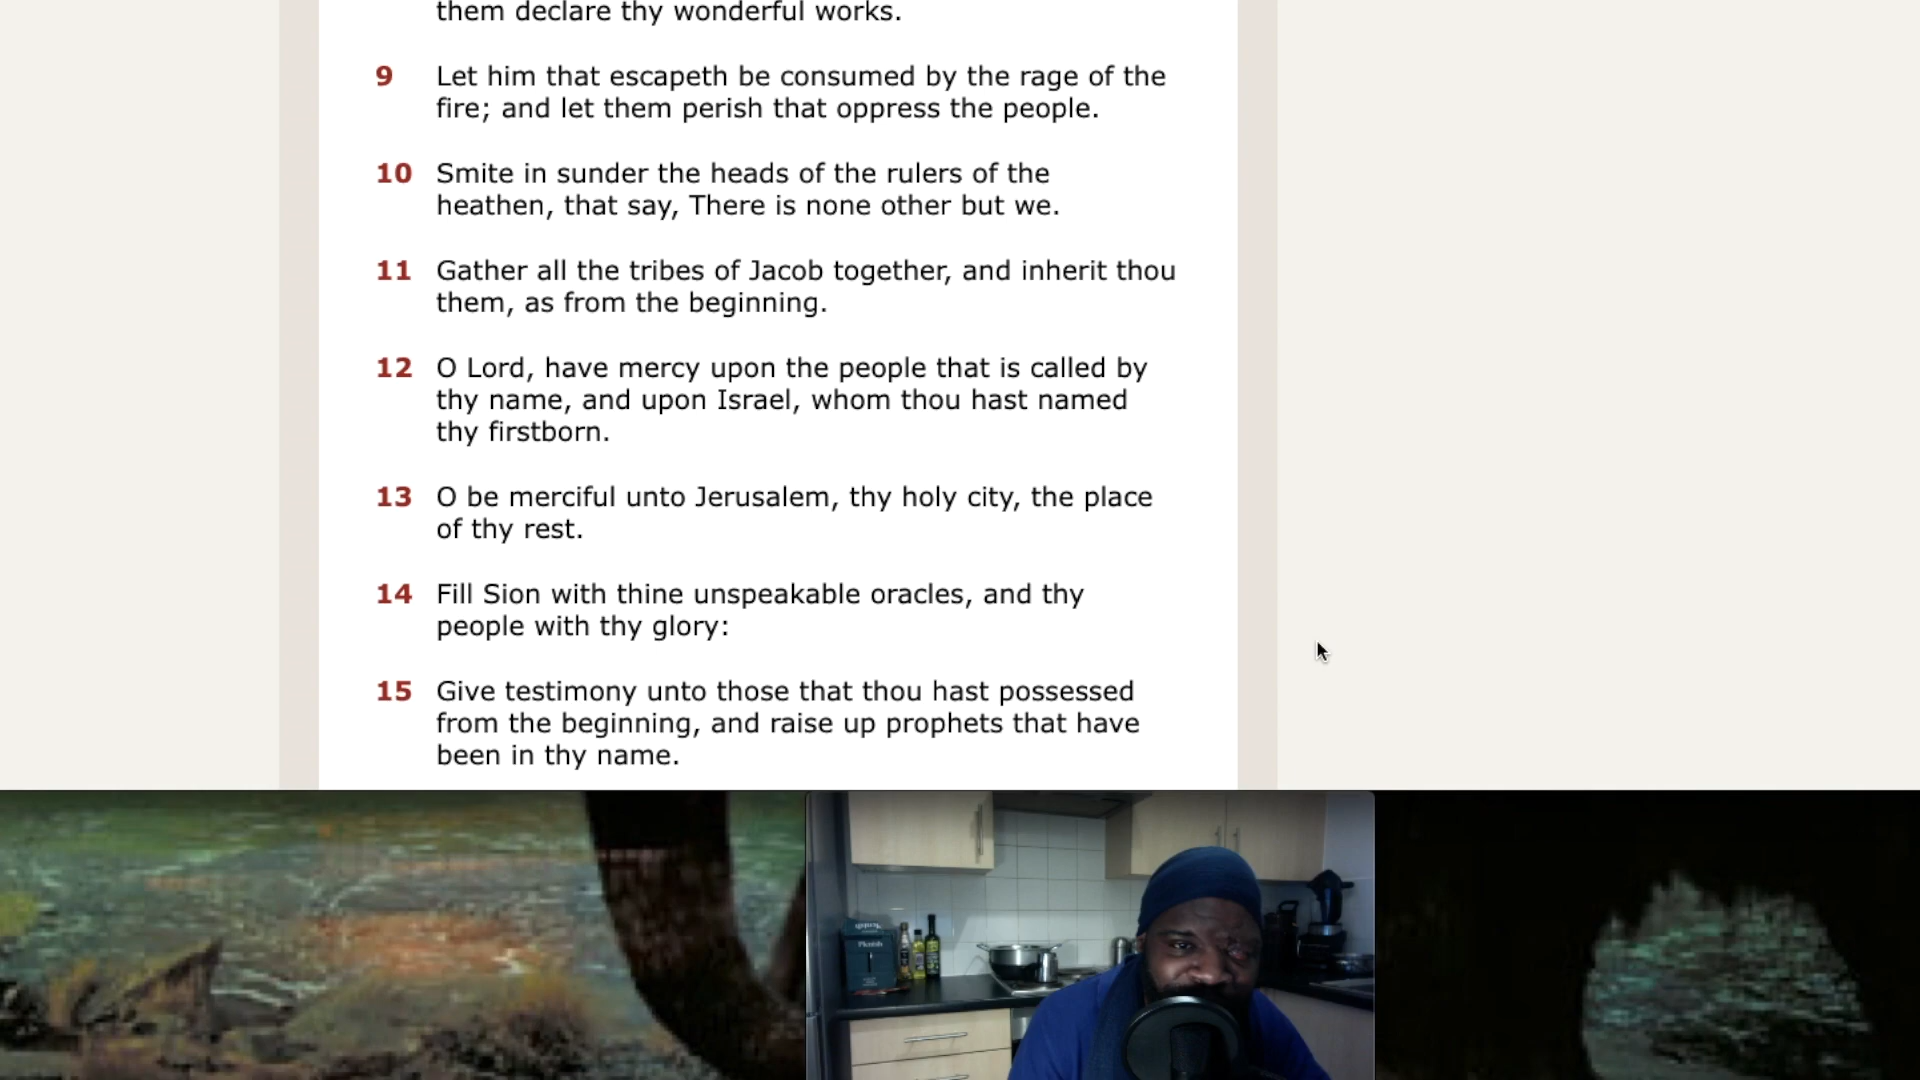 them declare thy wonderful works.
9 Let him that escapeth be consumed by the rage of the
fire; and let them perish that oppress the people.
10 Smite in sunder the heads of the rulers of the
heathen, that say, There is none other but we.
11 Gather all the tribes of Jacob together, and inherit thou
them, as from the beginning.
12 O Lord, have mercy upon the people that is called by
thy name, and upon Israel, whom thou hast named
thy firstborn.
13 O be merciful unto Jerusalem, thy holy city, the place
of thy rest.
14 Fill Sion with thine unspeakable oracles, and thy
people with thy glory:
15 Give testimony unto those that thou hast possessed
from the beginning, and raise up prophets that have
been in thy name.
Plenish